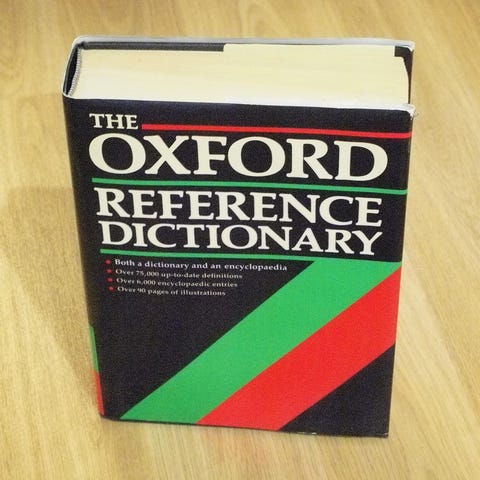 THE
OXFORD
REFERENCE
DICTIONARY
Both a dictionary and an encyclopaedia
Over 75,000 up-to-date definitions
Over 6,000 encyclopaedic entries
Over 90 pages of illustrations